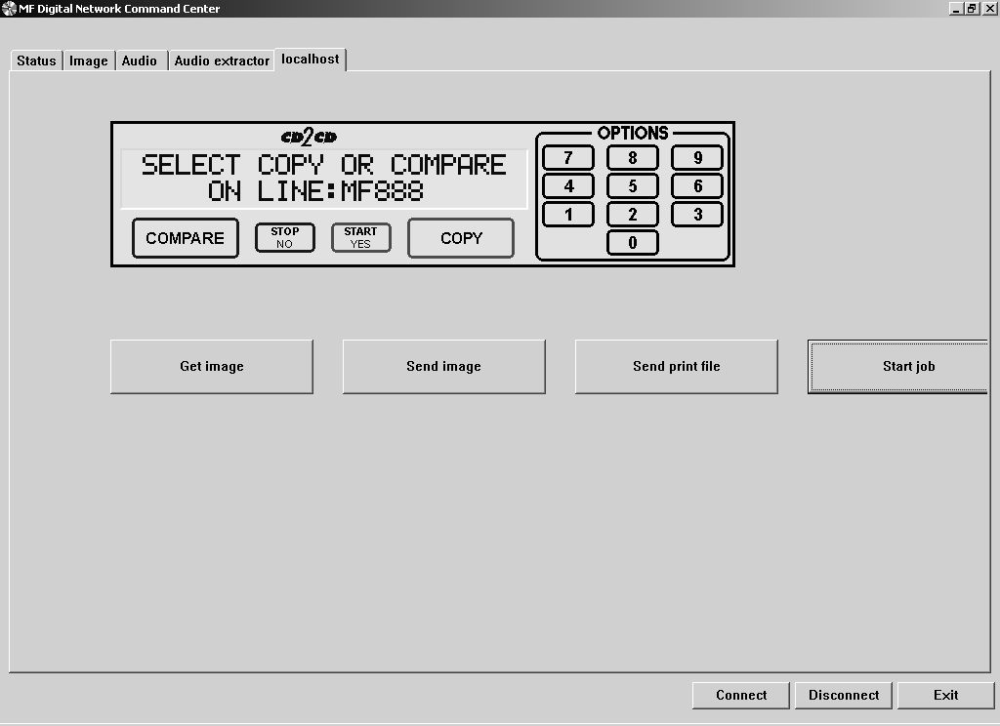 MF Digital Network Command Center
Status Image Audio Audio extractor localhost
CD2CD
SELECT COPY OR COMPARE
ON LINE:MF888
COMPARE
STOP
NO
START
YES
COPY
OPTIONS
7 8 9
4 5 6
1 2 3
0
Get image Send image Send print file Start job
Connect Disconnect Exit